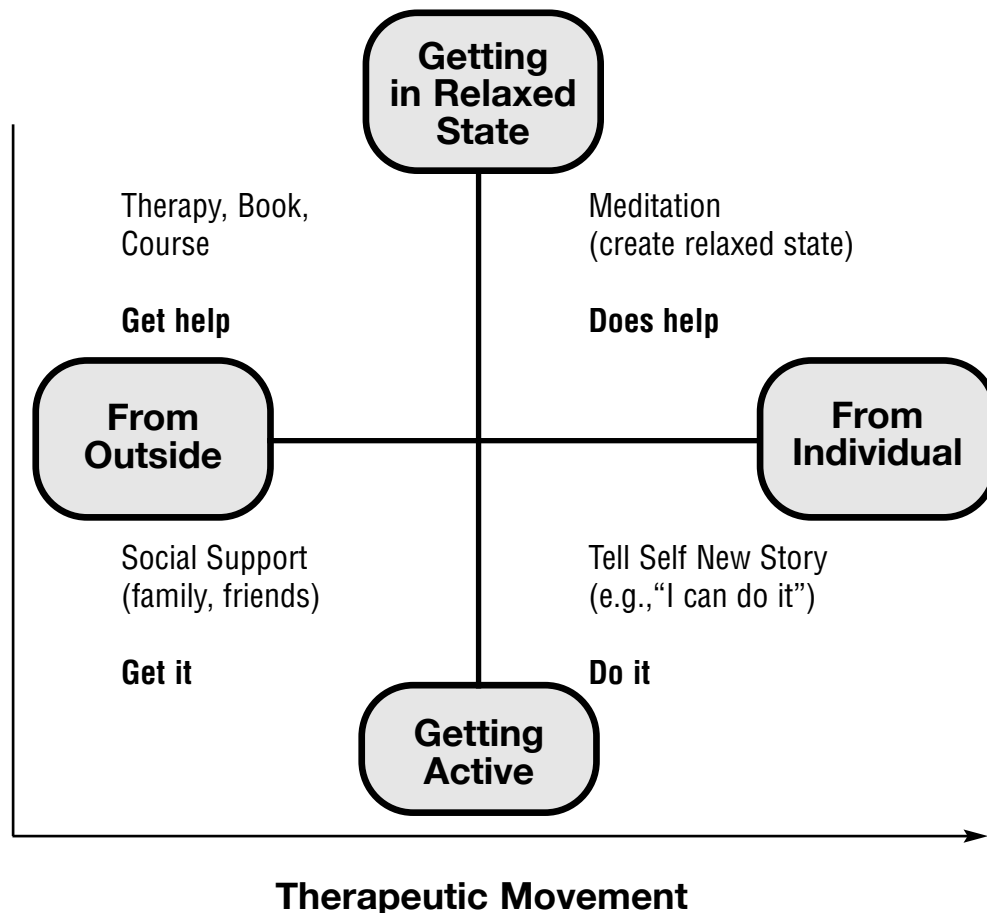 Getting
in Relaxed
State
Therapy, Book,
Course
Get help
Meditation
(create relaxed state)
Does help
From
Outside
From
Individual
Social Support
(family, friends)
Get it
Tell Self New Story
(e.g.,“I can do it”)
Do it
Getting
Active
Therapeutic Movement